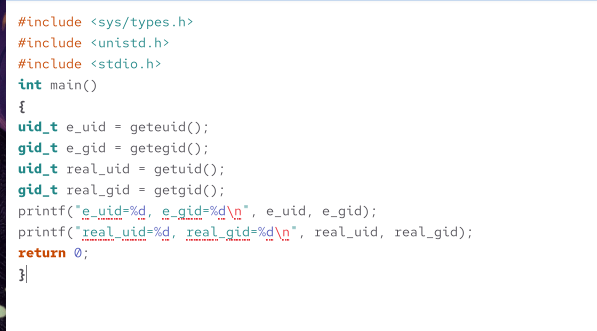 #include <sys/types.h>
#include <unistd.h>
#include <stdio.h>
int main()
{
uid_t e_uid = geteuid();
gid_t e_gid = getegid();
uid_t real_uid = getuid();
gid_t real_gid = getgid();
printf("e_uid=%d, e_gid=%d\n", e_uid, e_gid);
printf("real_uid=%d, real_gid=%d\n", real_uid, real_gid);
return 0;
}